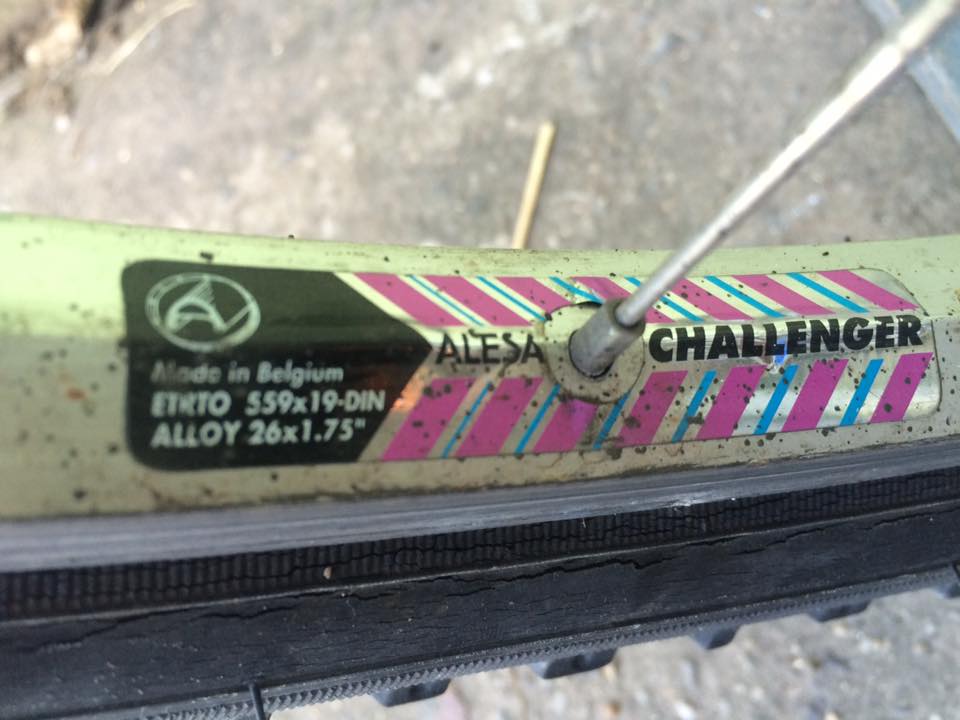 Made in Belgium
ETRTO 559x19-DIN
ALLOY 26x1.75"
ALESA CHALLENGER